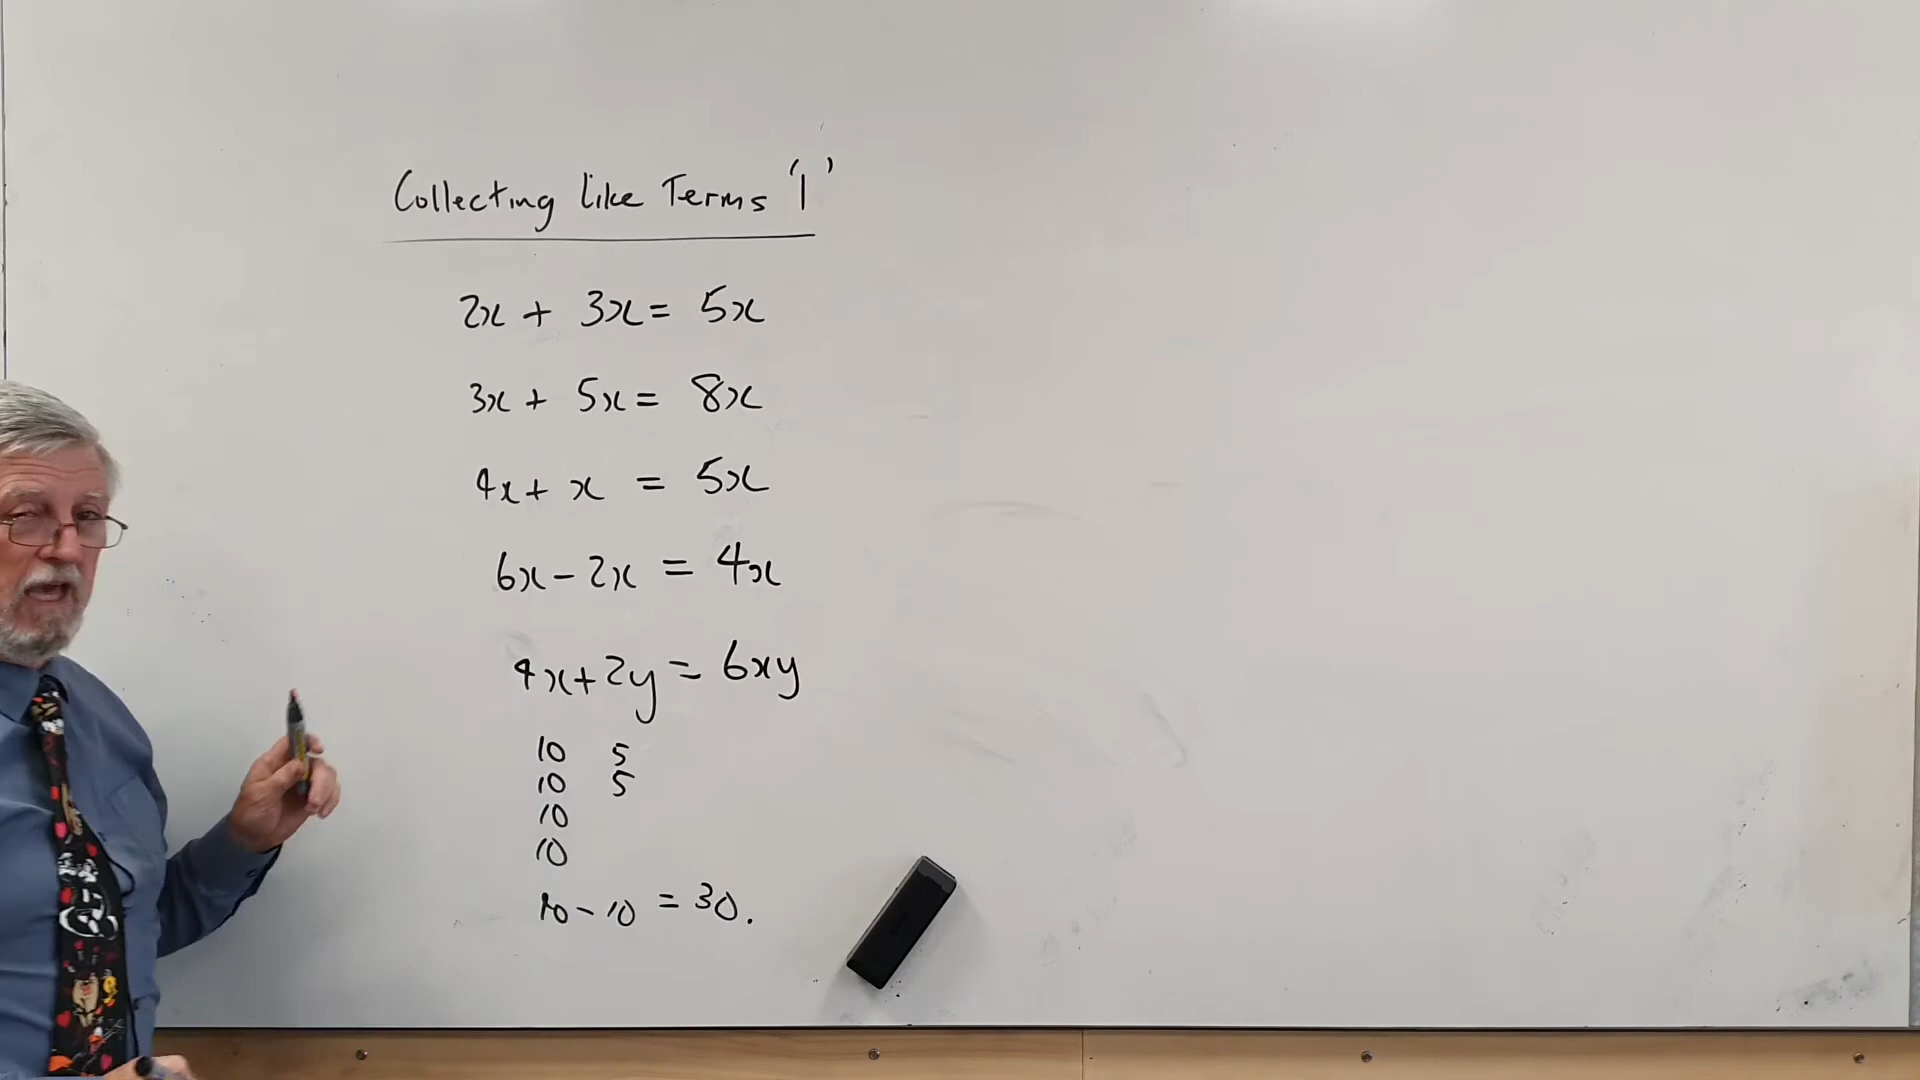 Collecting like Terms '1'
2x + 3x = 5x
3x + 5x = 8x
4x + x = 5x
6x - 2x = 4x
4x + 2y = 6xy
10 5
10 5
10
10
40 - 10 = 30.